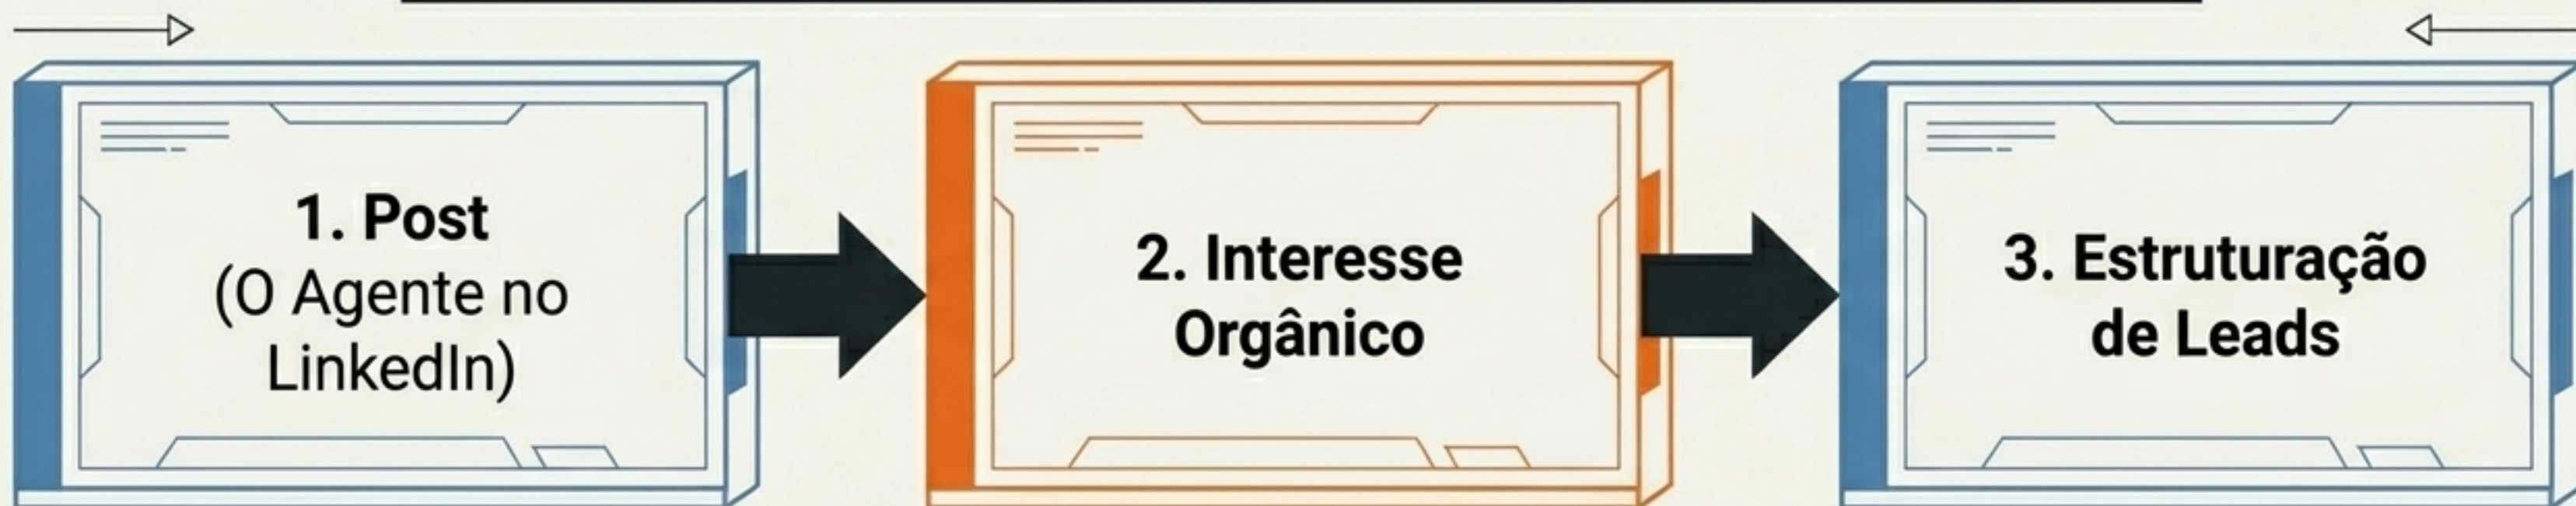 1. Post
(O Agente no
LinkedIn)
2. Interesse
Orgânico
3. Estruturação
de Leads